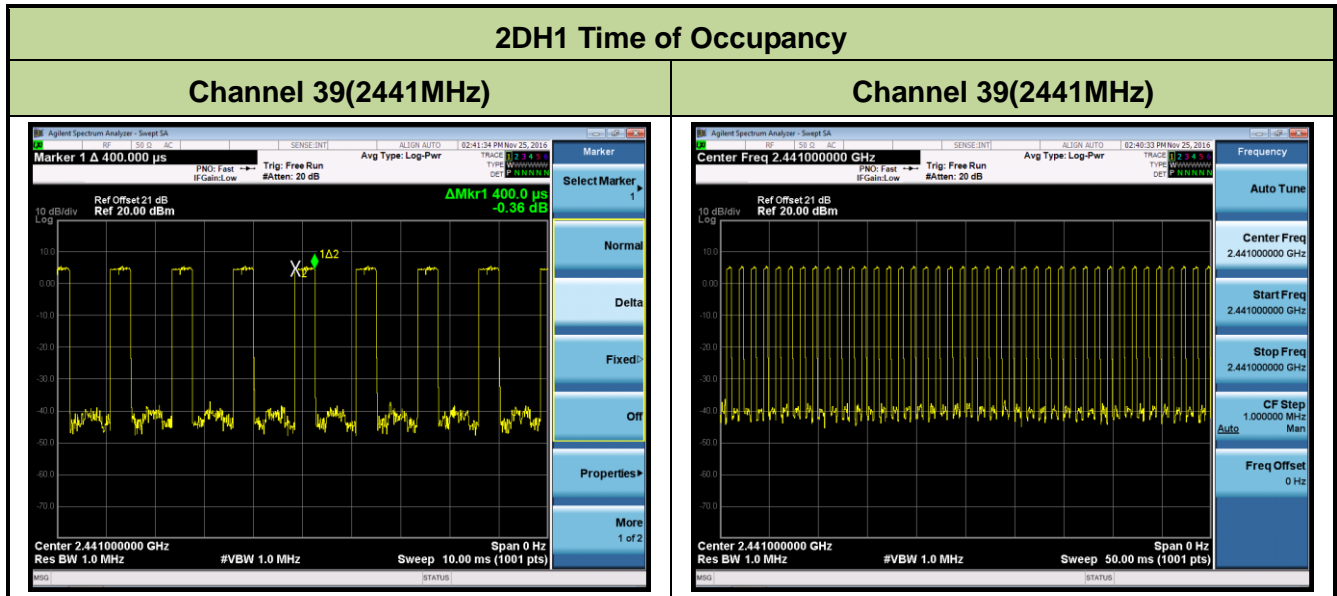 2DH1 Time of Occupancy
Channel 39(2441MHz)
Channel 39(2441MHz)
Agilent Spectrum Analyzer - Swept SA
RF 50 Ω AC SENSE:INT ALIGN AUTO 02:41:34 PM Nov 25, 2016
Marker 1 Δ 400.000 µs
Avg Type: Log-Pwr
TRACE 1 2 3 4 5 6
PNO: Fast
Trig: Free Run
TYPE
IFGain:Low
#Atten: 20 dB
DET P NNNNN
ΔMkr1 400.0 µs
-0.36 dB
Ref Offset 21 dB
10 dB/div Ref 20.00 dBm
Log
10.0
0.00
-10.0
-20.0
-30.0
-40.0
-50.0
-60.0
-70.0
X2
1Δ2
Center 2.441000000 GHz Span 0 Hz
Res BW 1.0 MHz #VBW 1.0 MHz Sweep 10.00 ms (1001 pts)
MSG STATUS
Marker
Select Marker
1
Normal
Delta
Fixed
Off
Properties
More
1 of 2
Agilent Spectrum Analyzer - Swept SA
RF 50 Ω AC SENSE:INT ALIGN AUTO 02:40:33 PM Nov 25, 2016
Center Freq 2.441000000 GHz
Avg Type: Log-Pwr
TRACE 1 2 3 4 5 6
PNO: Fast
Trig: Free Run
TYPE
IFGain:Low
#Atten: 20 dB
DET P NNNNN
Ref Offset 21 dB
10 dB/div Ref 20.00 dBm
Log
10.0
0.00
-10.0
-20.0
-30.0
-40.0
-50.0
-60.0
-70.0
Center 2.441000000 GHz Span 0 Hz
Res BW 1.0 MHz #VBW 1.0 MHz Sweep 50.00 ms (1001 pts)
MSG STATUS
Frequency
Auto Tune
Center Freq
2.441000000 GHz
Start Freq
2.441000000 GHz
Stop Freq
2.441000000 GHz
CF Step
1.000000 MHz
Auto Man
Freq Offset
0 Hz